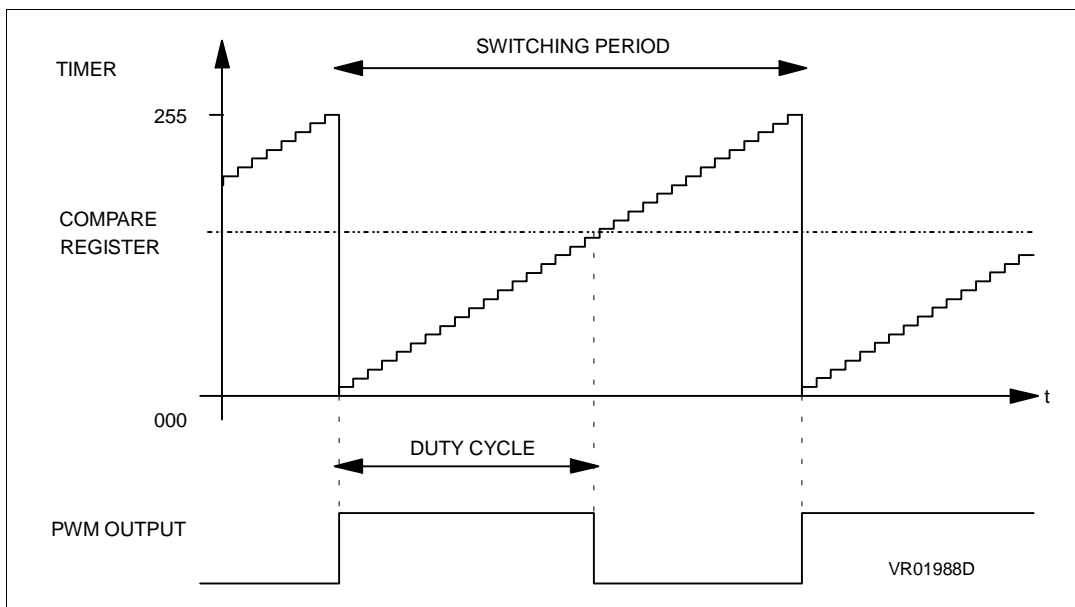 SWITCHING PERIOD
TIMER
255
COMPARE
REGISTER
t
000
DUTY CYCLE
PWM OUTPUT
VR01988D